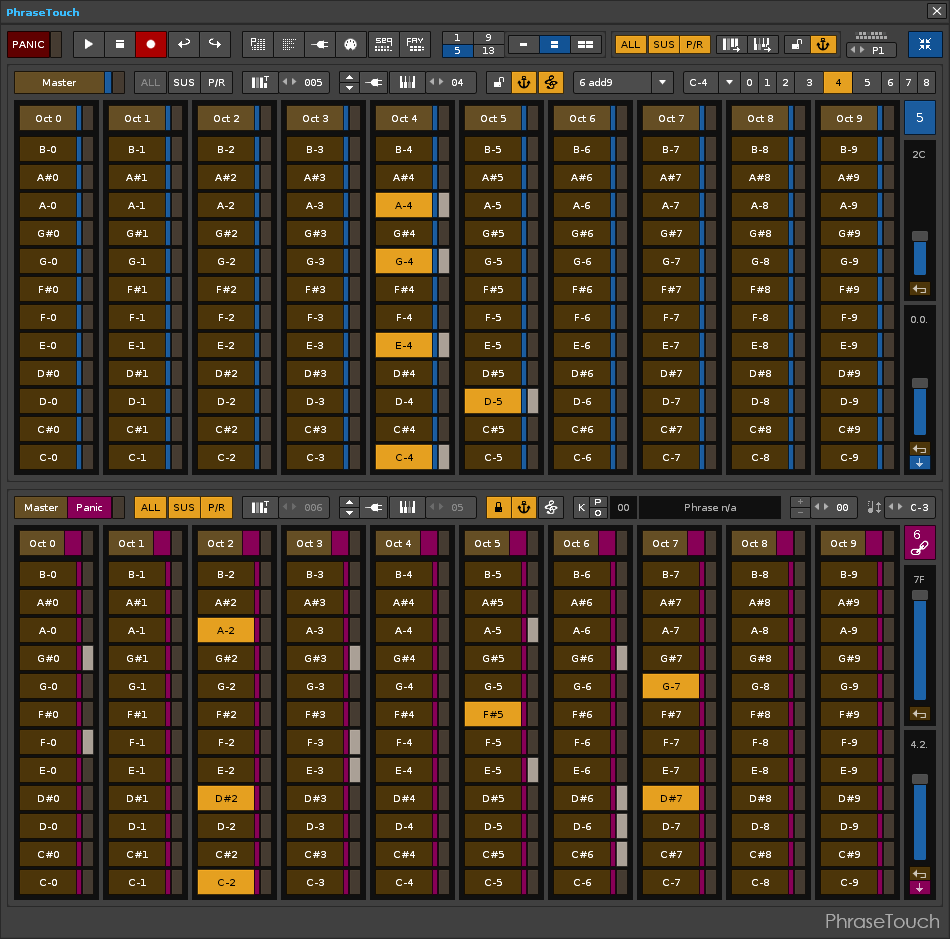 PhraseTouch
PANIC SEQ FAV 1 9 5 13 ALL SUS P/R P1
Master ALL SUS P/R 005 04 6 add9 C-4 0 1 2 3 4 5 6 7 8
Oct 0 Oct 1 Oct 2 Oct 3 Oct 4 Oct 5 Oct 6 Oct 7 Oct 8 Oct 9 5
B-0 B-1 B-2 B-3 B-4 B-5 B-6 B-7 B-8 B-9 2C
A#0 A#1 A#2 A#3 A#4 A#5 A#6 A#7 A#8 A#9
A-0 A-1 A-2 A-3 A-4 A-5 A-6 A-7 A-8 A-9
G#0 G#1 G#2 G#3 G#4 G#5 G#6 G#7 G#8 G#9
G-0 G-1 G-2 G-3 G-4 G-5 G-6 G-7 G-8 G-9
F#0 F#1 F#2 F#3 F#4 F#5 F#6 F#7 F#8 F#9
F-0 F-1 F-2 F-3 F-4 F-5 F-6 F-7 F-8 F-9 0.0.
E-0 E-1 E-2 E-3 E-4 E-5 E-6 E-7 E-8 E-9
D#0 D#1 D#2 D#3 D#4 D#5 D#6 D#7 D#8 D#9
D-0 D-1 D-2 D-3 D-4 D-5 D-6 D-7 D-8 D-9
C#0 C#1 C#2 C#3 C#4 C#5 C#6 C#7 C#8 C#9
C-0 C-1 C-2 C-3 C-4 C-5 C-6 C-7 C-8 C-9
Master Panic ALL SUS P/R 006 05 K P O 00 Phrase n/a + - 00 C-3
Oct 0 Oct 1 Oct 2 Oct 3 Oct 4 Oct 5 Oct 6 Oct 7 Oct 8 Oct 9 6
B-0 B-1 B-2 B-3 B-4 B-5 B-6 B-7 B-8 B-9 7F
A#0 A#1 A#2 A#3 A#4 A#5 A#6 A#7 A#8 A#9
A-0 A-1 A-2 A-3 A-4 A-5 A-6 A-7 A-8 A-9
G#0 G#1 G#2 G#3 G#4 G#5 G#6 G#7 G#8 G#9
G-0 G-1 G-2 G-3 G-4 G-5 G-6 G-7 G-8 G-9
F#0 F#1 F#2 F#3 F#4 F#5 F#6 F#7 F#8 F#9
F-0 F-1 F-2 F-3 F-4 F-5 F-6 F-7 F-8 F-9 4.2.
E-0 E-1 E-2 E-3 E-4 E-5 E-6 E-7 E-8 E-9
D#0 D#1 D#2 D#3 D#4 D#5 D#6 D#7 D#8 D#9
D-0 D-1 D-2 D-3 D-4 D-5 D-6 D-7 D-8 D-9
C#0 C#1 C#2 C#3 C#4 C#5 C#6 C#7 C#8 C#9
C-0 C-1 C-2 C-3 C-4 C-5 C-6 C-7 C-8 C-9
PhraseTouch